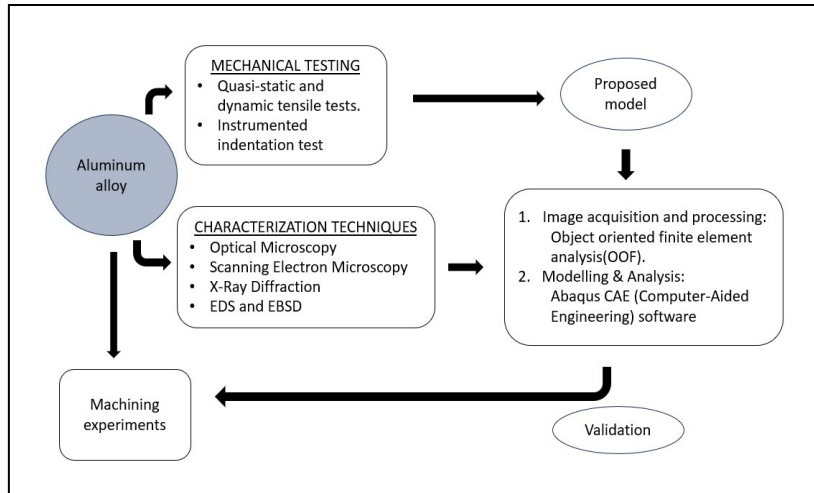 MECHANICAL TESTING
• Quasi-static and
dynamic tensile tests.
• Instrumented
indentation test
Proposed
model
Aluminum
alloy
CHARACTERIZATION TECHNIQUES
• Optical Microscopy
• Scanning Electron Microscopy
• X-Ray Diffraction
• EDS and EBSD
1. Image acquisition and processing:
Object oriented finite element
analysis(OOF).
2. Modelling & Analysis:
Abaqus CAE (Computer-Aided
Engineering) software
Machining
experiments
Validation